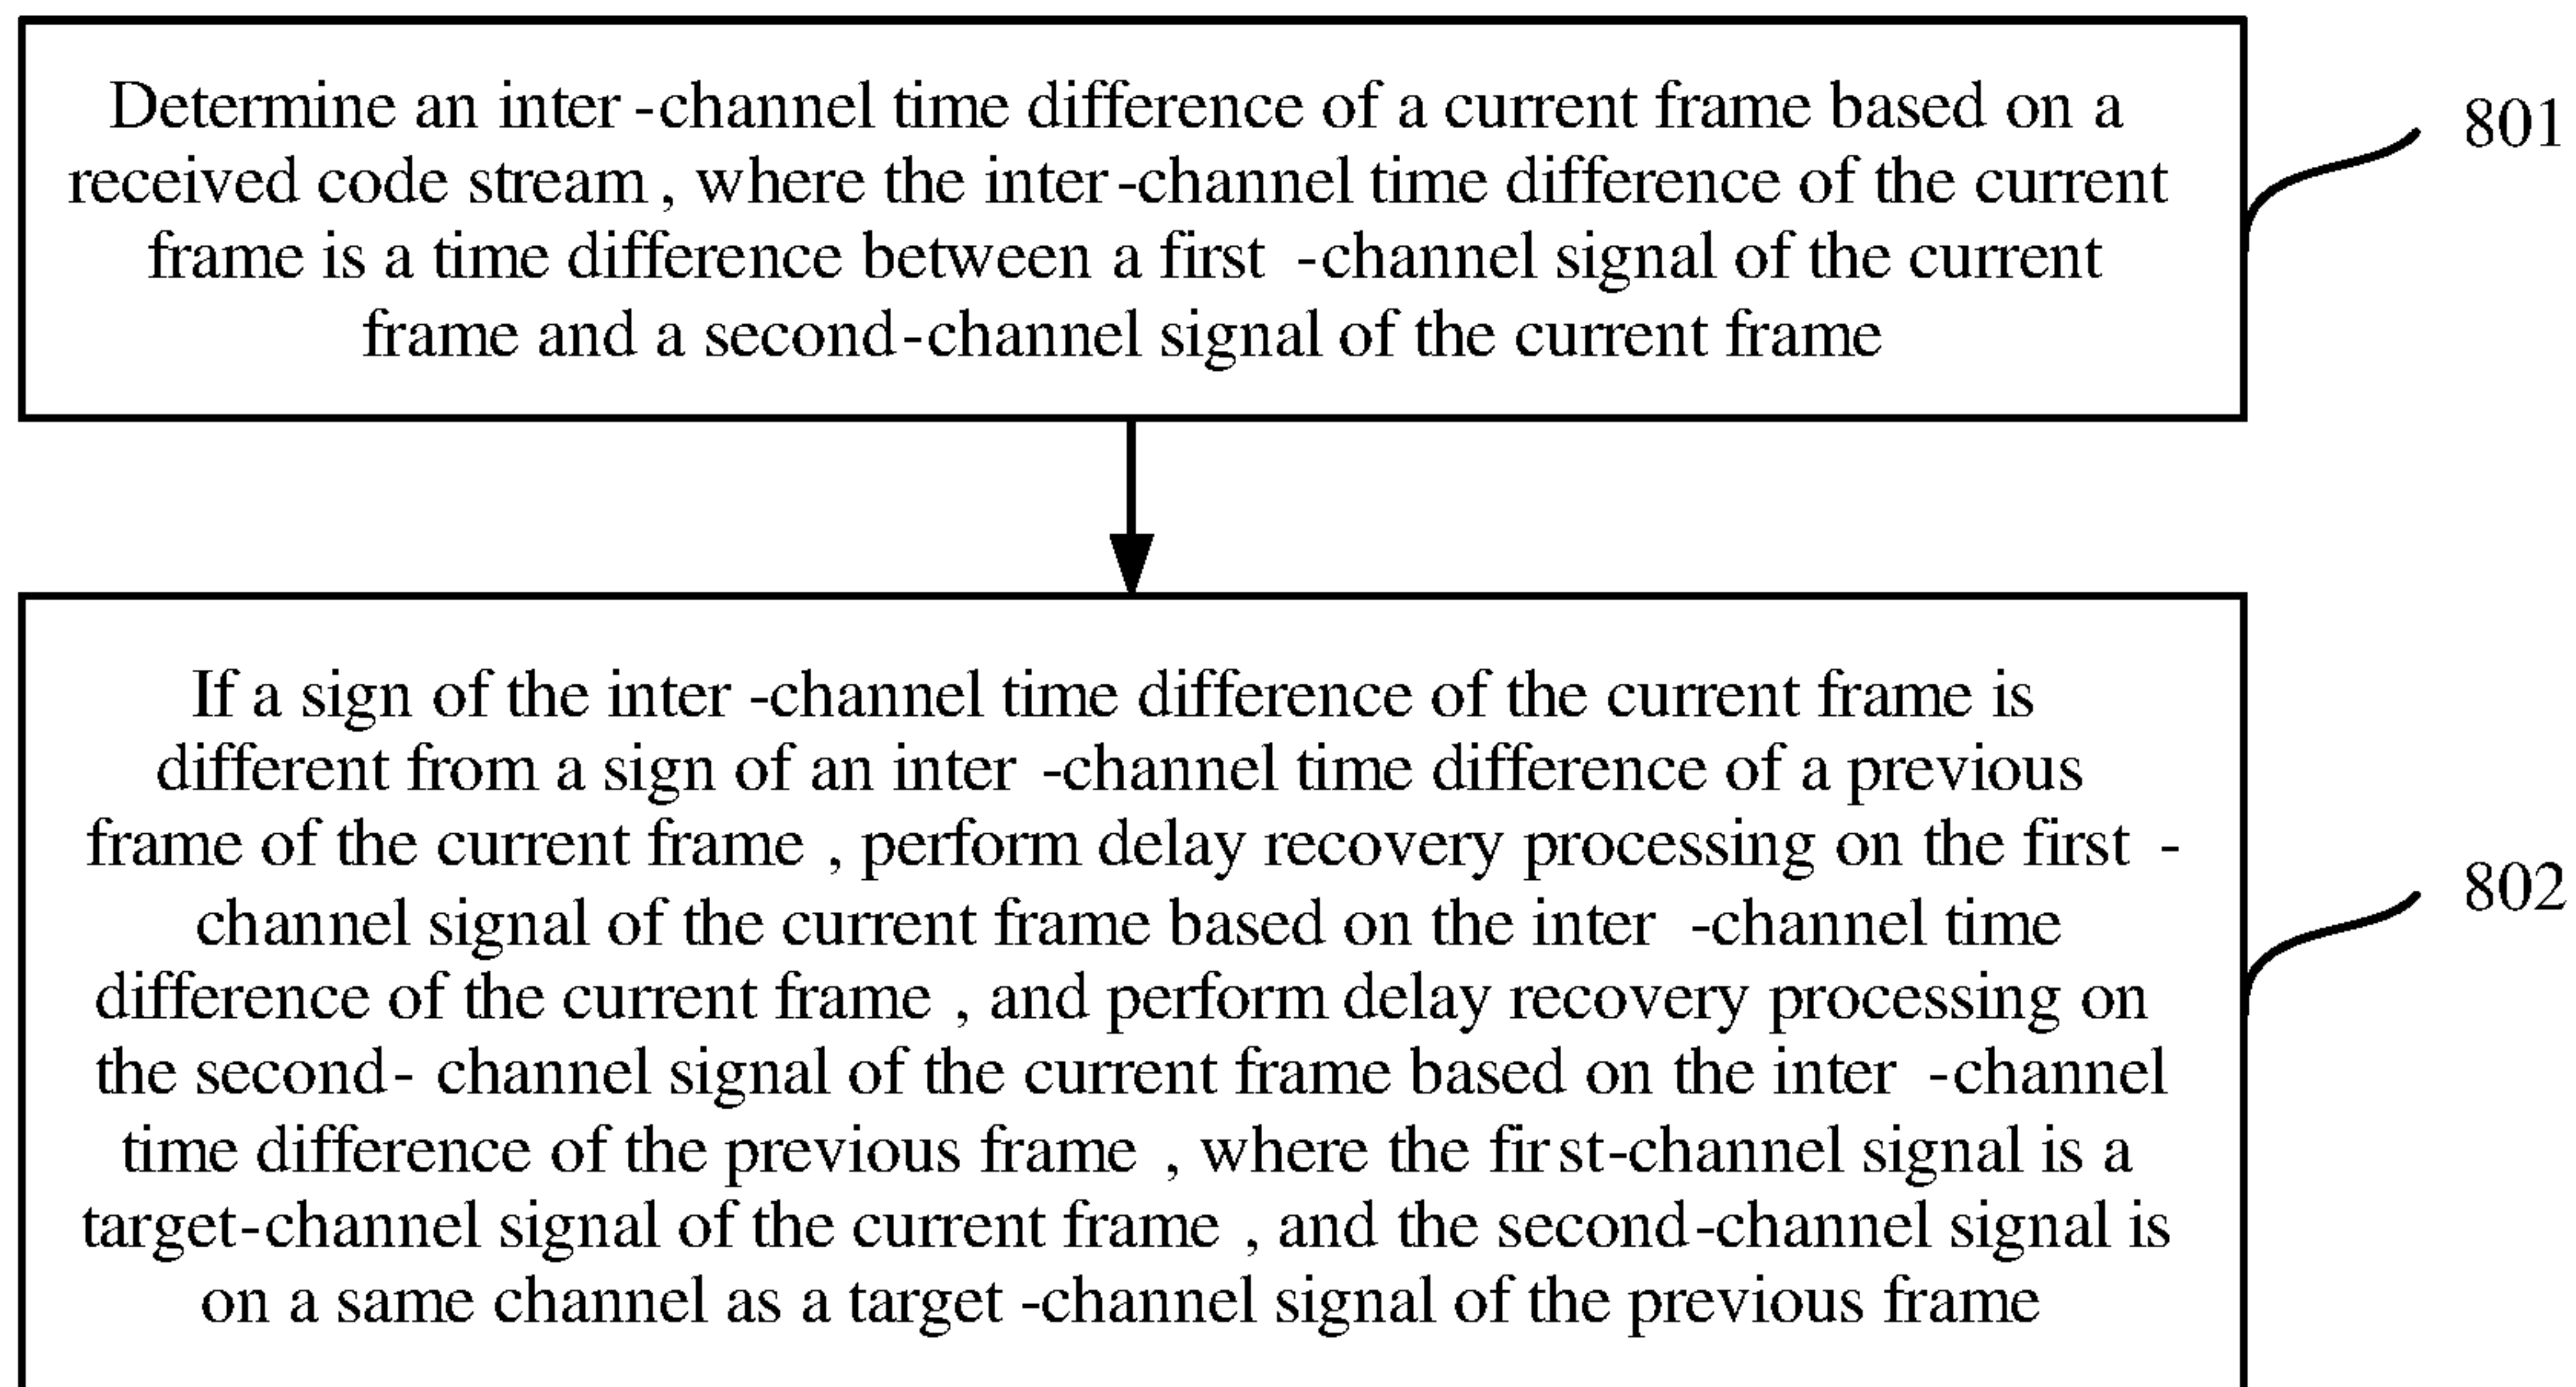 Determine an inter-channel time difference of a current frame based on a
received code stream, where the inter-channel time difference of the current
frame is a time difference between a first -channel signal of the current
frame and a second-channel signal of the current frame
801
If a sign of the inter -channel time difference of the current frame is
different from a sign of an inter -channel time difference of a previous
frame of the current frame , perform delay recovery processing on the first -
channel signal of the current frame based on the inter -channel time
difference of the current frame , and perform delay recovery processing on
the second- channel signal of the current frame based on the inter -channel
time difference of the previous frame , where the first-channel signal is a
target-channel signal of the current frame , and the second-channel signal is
on a same channel as a target -channel signal of the previous frame
802